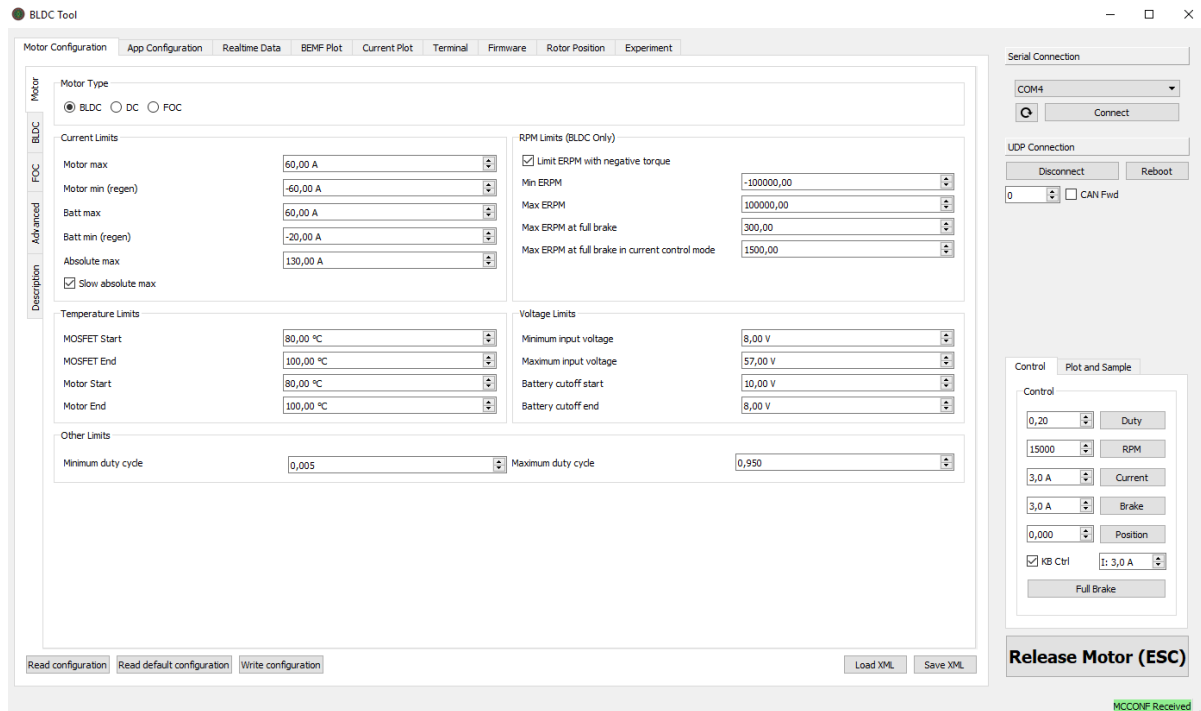 BLDC Tool
Motor Configuration App Configuration Realtime Data BEMF Plot Current Plot Terminal Firmware Rotor Position Experiment
Motor
BLDC
FOC
Advanced
Description
Motor Type
BLDC DC FOC
Current Limits
Motor max 60,00 A
Motor min (regen) -60,00 A
Batt max 60,00 A
Batt min (regen) -20,00 A
Absolute max 130,00 A
Slow absolute max
RPM Limits (BLDC Only)
Limit ERPM with negative torque
Min ERPM -100000,00
Max ERPM 100000,00
Max ERPM at full brake 300,00
Max ERPM at full brake in current control mode 1500,00
Temperature Limits
MOSFET Start 80,00 ºC
MOSFET End 100,00 ºC
Motor Start 80,00 ºC
Motor End 100,00 ºC
Voltage Limits
Minimum input voltage 8,00 V
Maximum input voltage 57,00 V
Battery cutoff start 10,00 V
Battery cutoff end 8,00 V
Other Limits
Minimum duty cycle 0,005 Maximum duty cycle 0,950
Read configuration Read default configuration Write configuration Load XML Save XML
Serial Connection
COM4
Connect
UDP Connection
Disconnect Reboot
0 CAN Fwd
Control Plot and Sample
Control
0,20 Duty
15000 RPM
3,0 A Current
3,0 A Brake
0,000 Position
KB Ctrl I: 3,0 A
Full Brake
Release Motor (ESC)
MCCONF Received